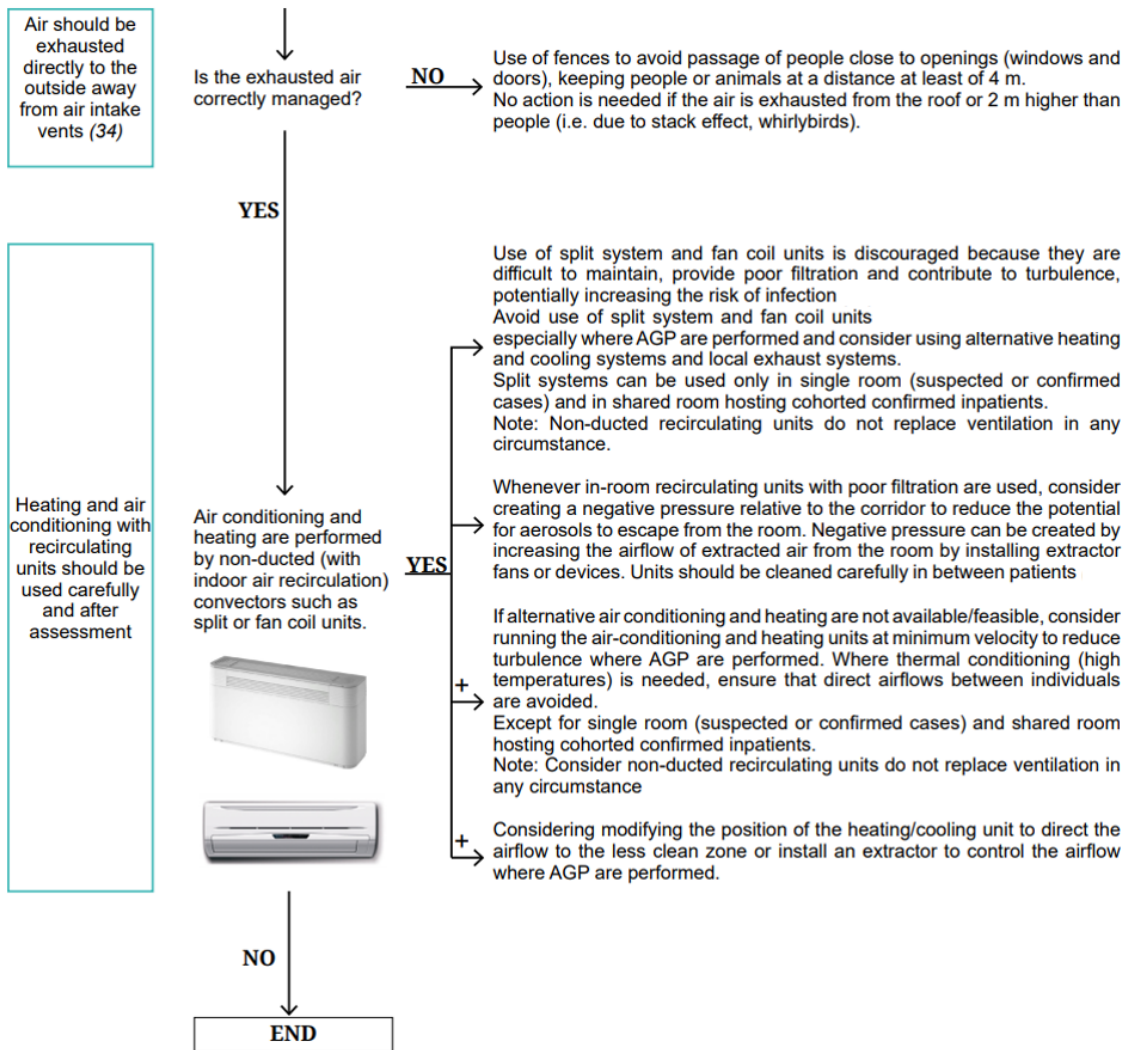 Air should be
exhausted
directly to the
outside away
from air intake
vents (34)
Is the exhausted air
correctly managed?
NO
Use of fences to avoid passage of people close to openings (windows and
doors), keeping people or animals at a distance at least of 4 m.
No action is needed if the air is exhausted from the roof or 2 m higher than
people (i.e. due to stack effect, whirlybirds).
YES
Heating and air
conditioning with
recirculating
units should be
used carefully
and after
assessment
Air conditioning and
heating are performed
by non-ducted (with
indoor air recirculation)
convectors such as
split or fan coil units.
YES
Use of split system and fan coil units is discouraged because they are
difficult to maintain, provide poor filtration and contribute to turbulence,
potentially increasing the risk of infection
Avoid use of split system and fan coil units
especially where AGP are performed and consider using alternative heating
and cooling systems and local exhaust systems.
Split systems can be used only in single room (suspected or confirmed
cases) and in shared room hosting cohorted confirmed inpatients.
Note: Non-ducted recirculating units do not replace ventilation in any
circumstance.
Whenever in-room recirculating units with poor filtration are used, consider
creating a negative pressure relative to the corridor to reduce the potential
for aerosols to escape from the room. Negative pressure can be created by
increasing the airflow of extracted air from the room by installing extractor
fans or devices. Units should be cleaned carefully in between patients
+
If alternative air conditioning and heating are not available/feasible, consider
running the air-conditioning and heating units at minimum velocity to reduce
turbulence where AGP are performed. Where thermal conditioning (high
temperatures) is needed, ensure that direct airflows between individuals
are avoided.
Except for single room (suspected or confirmed cases) and shared room
hosting cohorted confirmed inpatients.
Note: Consider non-ducted recirculating units do not replace ventilation in
any circumstance
+
Considering modifying the position of the heating/cooling unit to direct the
airflow to the less clean zone or install an extractor to control the airflow
where AGP are performed.
NO
END